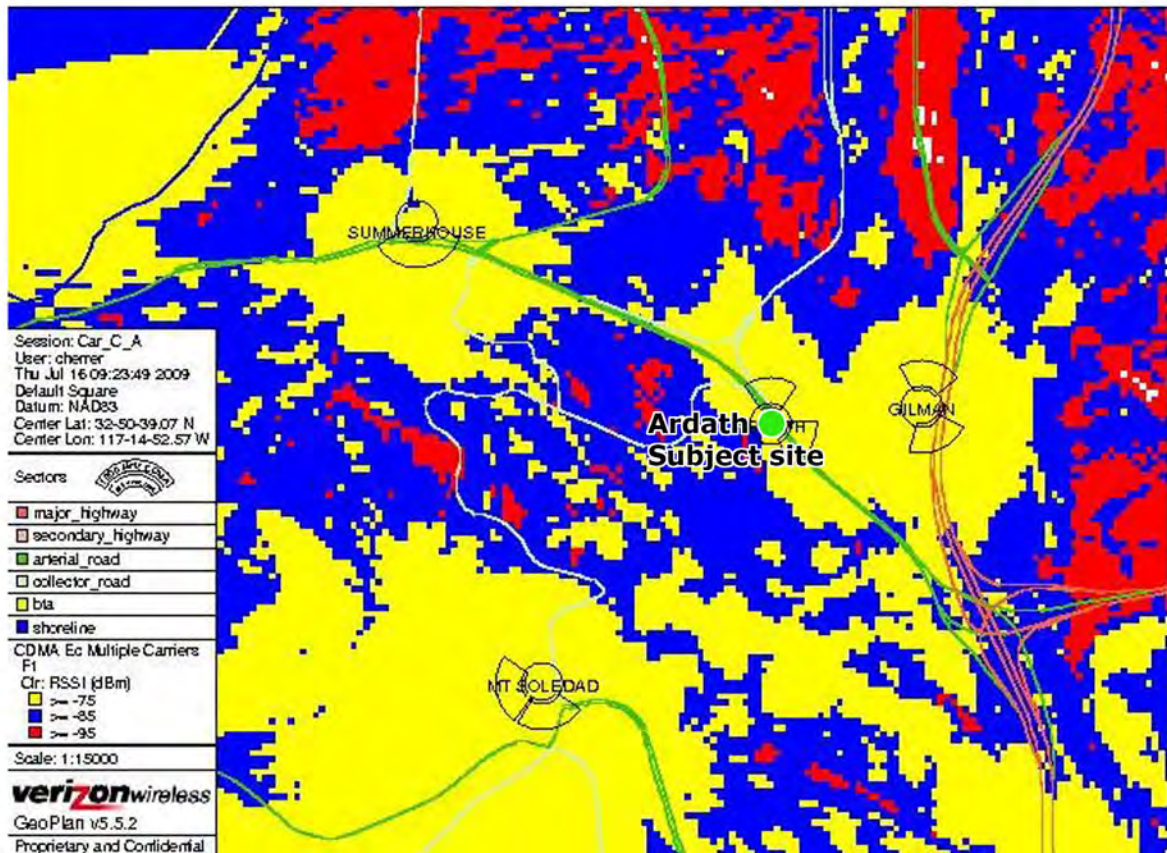 SUMMERHOUSE
GILMAN
Ardath
Subject site
MT SOLEDAD
Session: Car_C_A
User: cherrer
Thu Jul 16 09:23:49 2009
Default Square
Datum: NAD83
Center Lat: 32-50-39.07 N
Center Lon: 117-14-52.57 W
Sectors
major_highway
secondary_highway
arterial_road
collector_road
bta
shoreline
CDMA Ec Multiple Carriers
F1
Clr: RSSI (dBm)
>= -75
>= -85
>= -95
Scale: 1:15000
verizonwireless
GeoPlan v5.5.2
Proprietary and Confidential